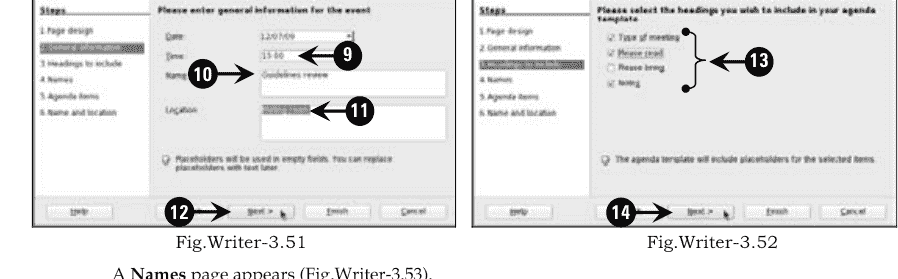 Steps
Please enter general information for the event
1. Page design
2. General information
3. Headings to include
4. Names
5. Agenda items
6. Name and location
Date:
12/07/09
Time:
15:00
9
10
Name
Guidelines review
Location
11
Placeholders will be used in empty fields. You can replace
placeholders with text later.
12
Help
Next >
Finish
Cancel
Fig.Writer-3.51
Steps
Please select the headings you wish to include in your agenda
template
1. Page design
2. General information
4. Names
5. Agenda items
6. Name and location
Type of meeting
Please read
Please bring
Notes
13
The agenda template will include placeholders for the selected items.
14
Help
Next >
Finish
Cancel
Fig.Writer-3.52
A Names page appears (Fig.Writer-3.53).